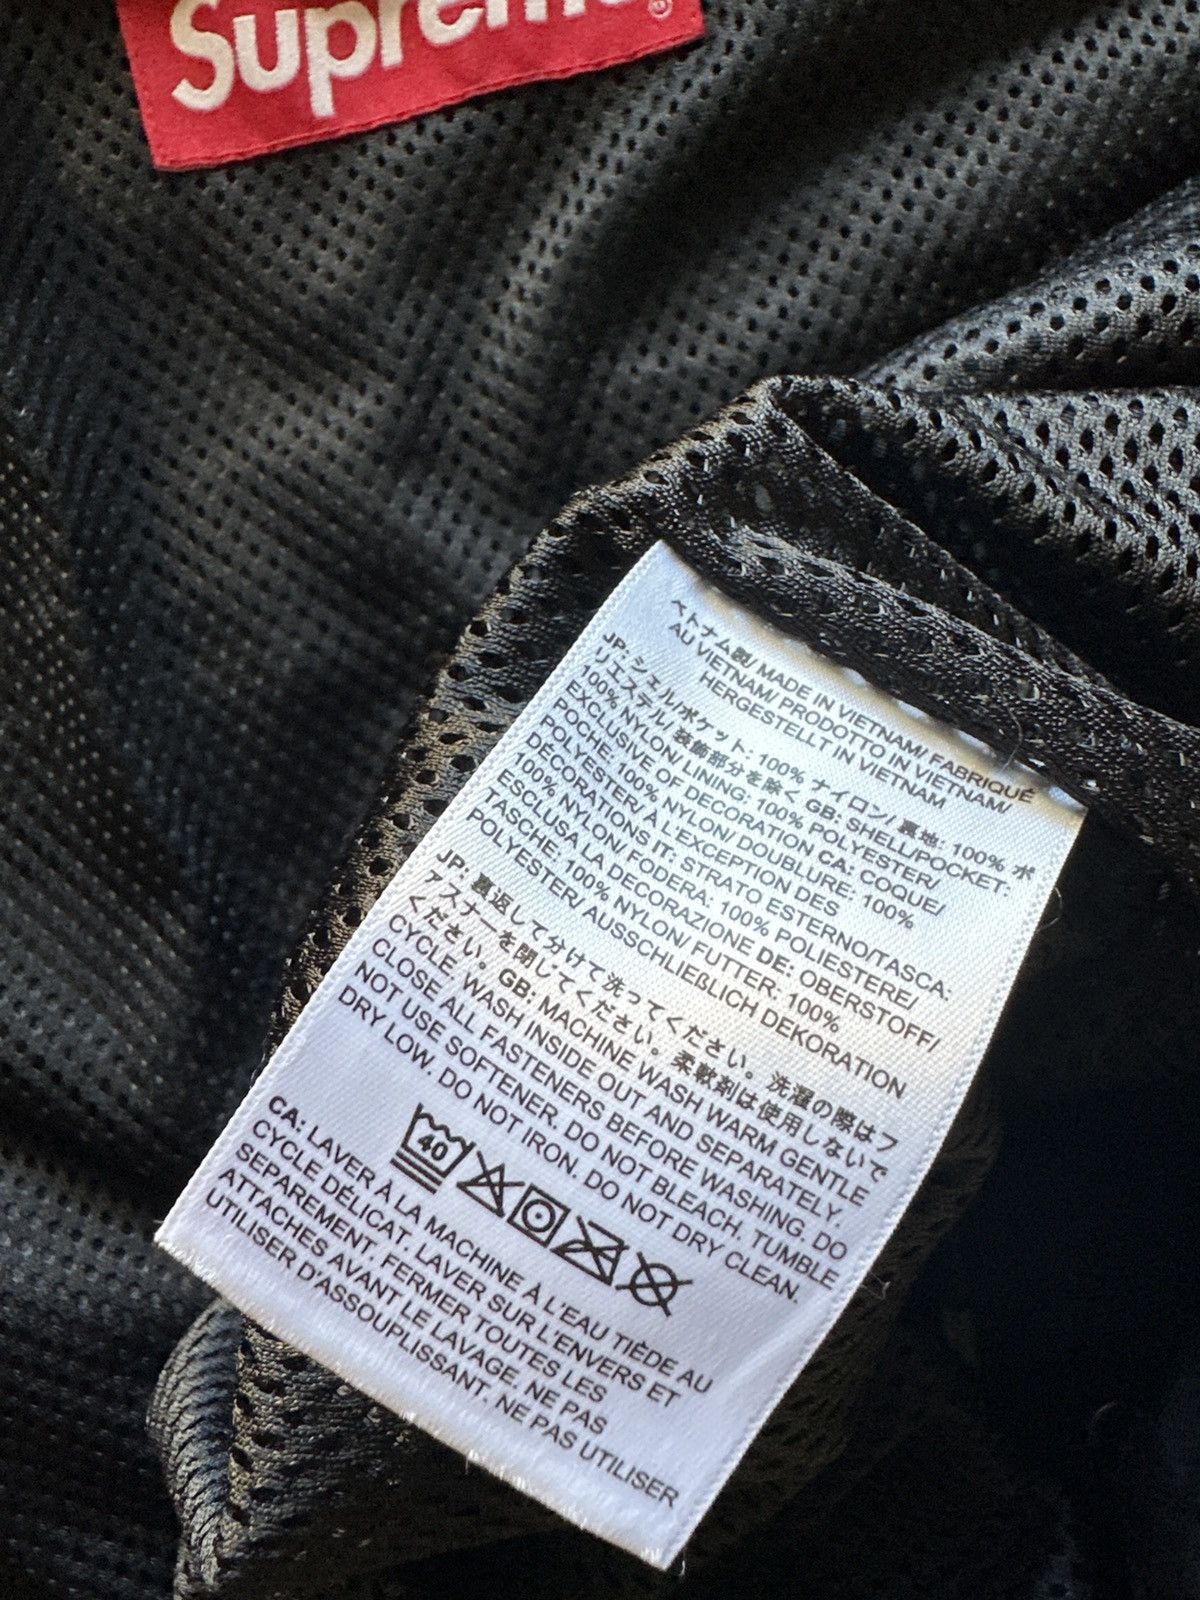 Supreme
©
ベトナム製/ MADE IN VIETNAM/ FABRIQUÉ
AU VIETNAM/ PRODOTTO IN VIETNAM/
HERGESTELLT IN VIETNAM
JP: シェル/ポケット: 100% ナイロン/ 裏地: 100% ポ
リエステル/ 装飾部分を除く GB: SHELL/POCKET:
100% NYLON/ LINING: 100% POLYESTER/
EXCLUSIVE OF DECORATION CA: COQUE/
POCHE: 100% NYLON/ DOUBLURE: 100%
POLYESTER/ À L'EXCEPTION DES
DÉCORATIONS IT: STRATO ESTERNO/TASCA:
100% NYLON/ FODERA: 100% POLIESTERE/
ESCLUSA LA DECORAZIONE DE: OBERSTOFF/
TASCHE: 100% NYLON/ FUTTER: 100%
POLYESTER/ AUSSCHLIEßLICH DEKORATION
JP: 裏返して分けて洗ってください。洗濯の際はフ
ァスナーを閉じてください。柔軟剤は使用しないで
ください。GB: MACHINE WASH WARM GENTLE
CYCLE. WASH INSIDE OUT AND SEPARATELY.
CLOSE ALL FASTENERS BEFORE WASHING. DO
NOT USE SOFTENER. DO NOT BLEACH. TUMBLE
DRY LOW. DO NOT IRON. DO NOT DRY CLEAN.
40
CA: LAVER À LA MACHINE À L'EAU TIÈDE AU
CYCLE DÉLICAT. LAVER SUR L'ENVERS ET
SEPAREMENT. FERMER TOUTES LES
ATTACHES AVANT LE LAVAGE. NE PAS
UTILISER D'ASSOUPLISSANT. NE PAS UTILISER